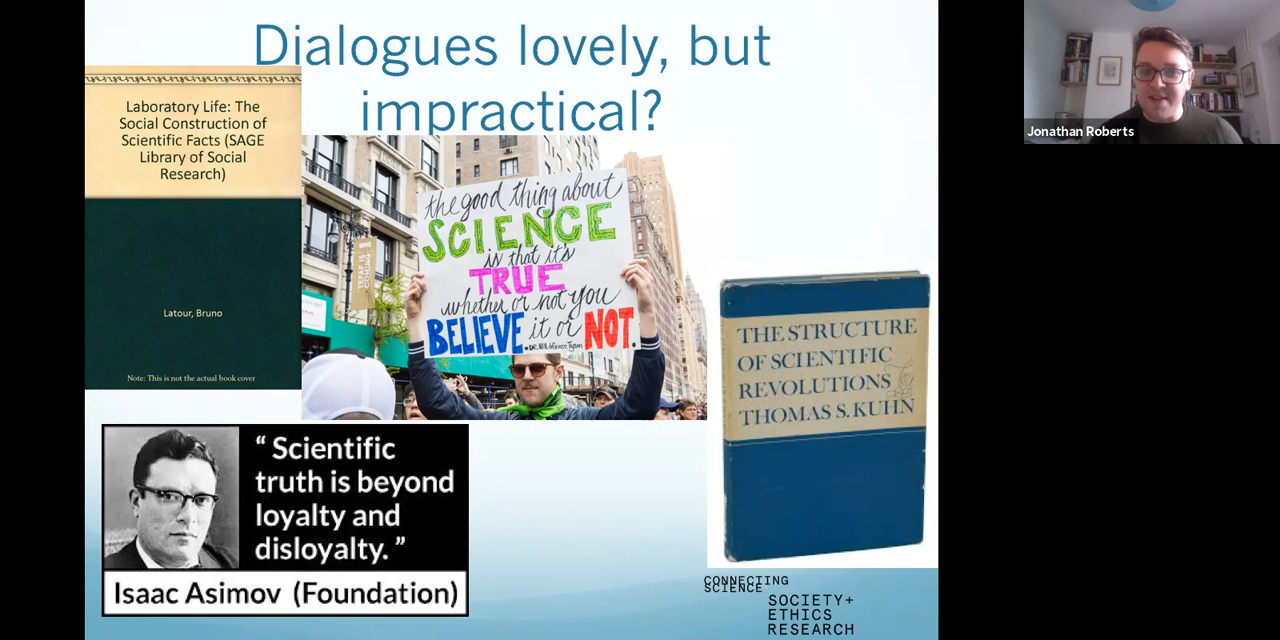 Dialogues lovely, but
impractical?
Laboratory Life: The
Social Construction of
Scientific Facts (SAGE
Library of Social
Research)
Latour, Bruno
Note: This is not the actual book cover
the good thing about
SCIENCE
is that it's
TRUE
whether or not you
BELIEVE it or NOT.
THE STRUCTURE
OF SCIENTIFIC
REVOLUTIONS
THOMAS S. KUHN
“ Scientific
truth is beyond
loyalty and
disloyalty. ”
Isaac Asimov (Foundation)
CONNECTIING
SCIENCE
SOCIETY+
ETHICS
RESEARCH
Jonathan Roberts